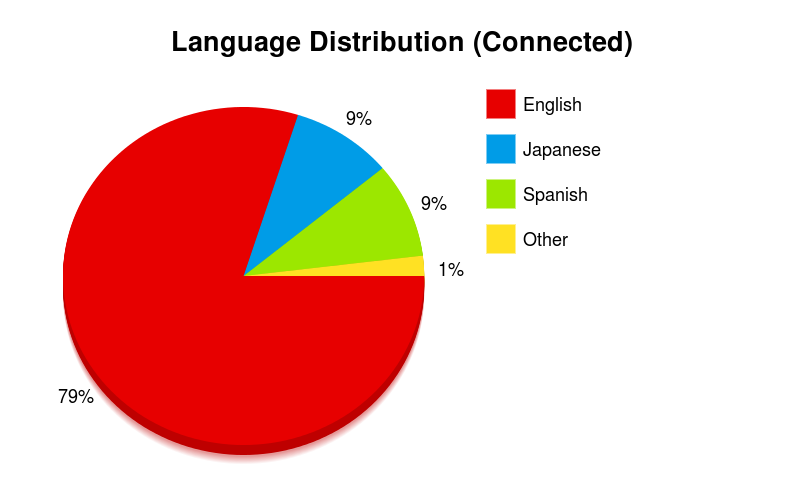 Language Distribution (Connected)
English
Japanese
Spanish
Other
9%
9%
1%
79%